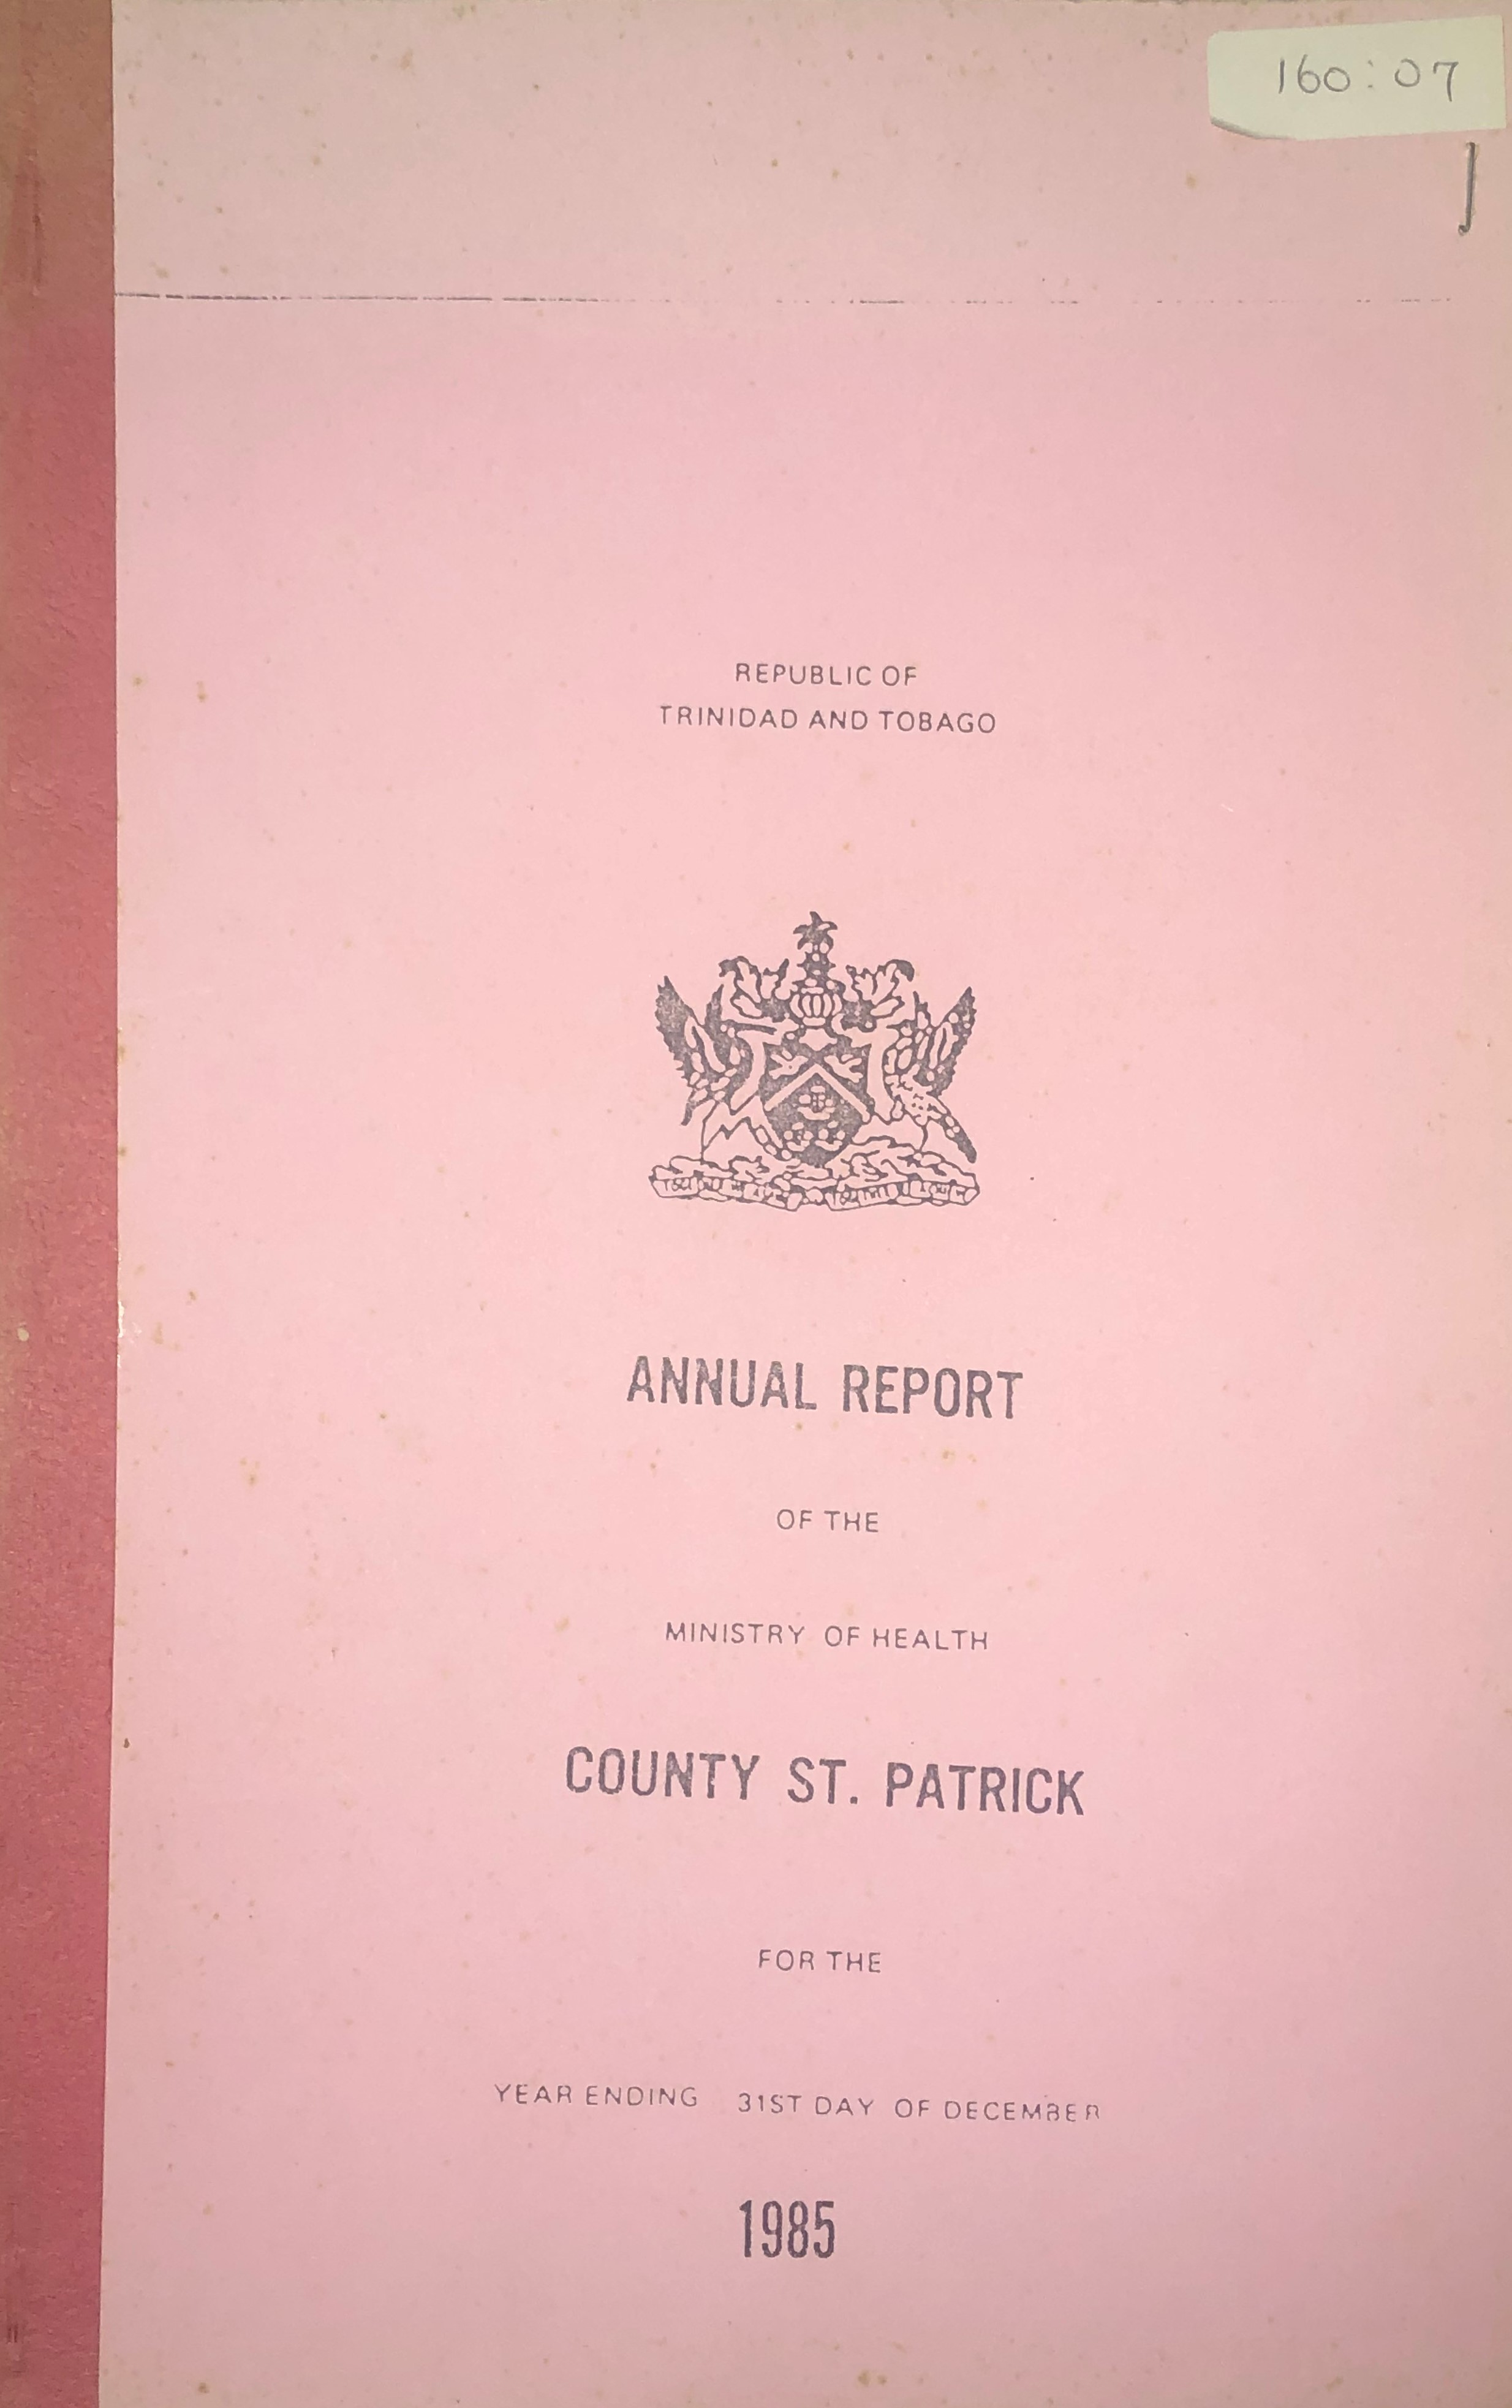 160:07
REPUBLIC OF
TRINIDAD AND TOBAGO
ANNUAL REPORT
OF THE
MINISTRY OF HEALTH
COUNTY ST. PATRICK
FOR THE
YEAR ENDING 31ST DAY OF DECEMBER
1985